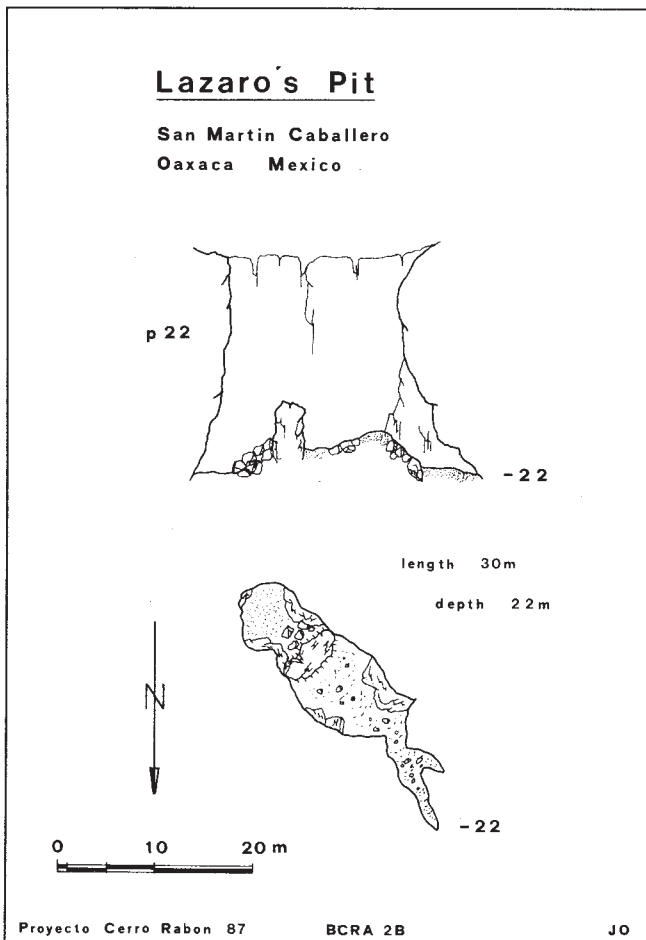 Lazaro's Pit
San Martin Caballero
Oaxaca Mexico
p 22
-22
length 30m
depth 22m
N
-22
0 10 20 m
Proyecto Cerro Rabon 87 BCRA 2B JO